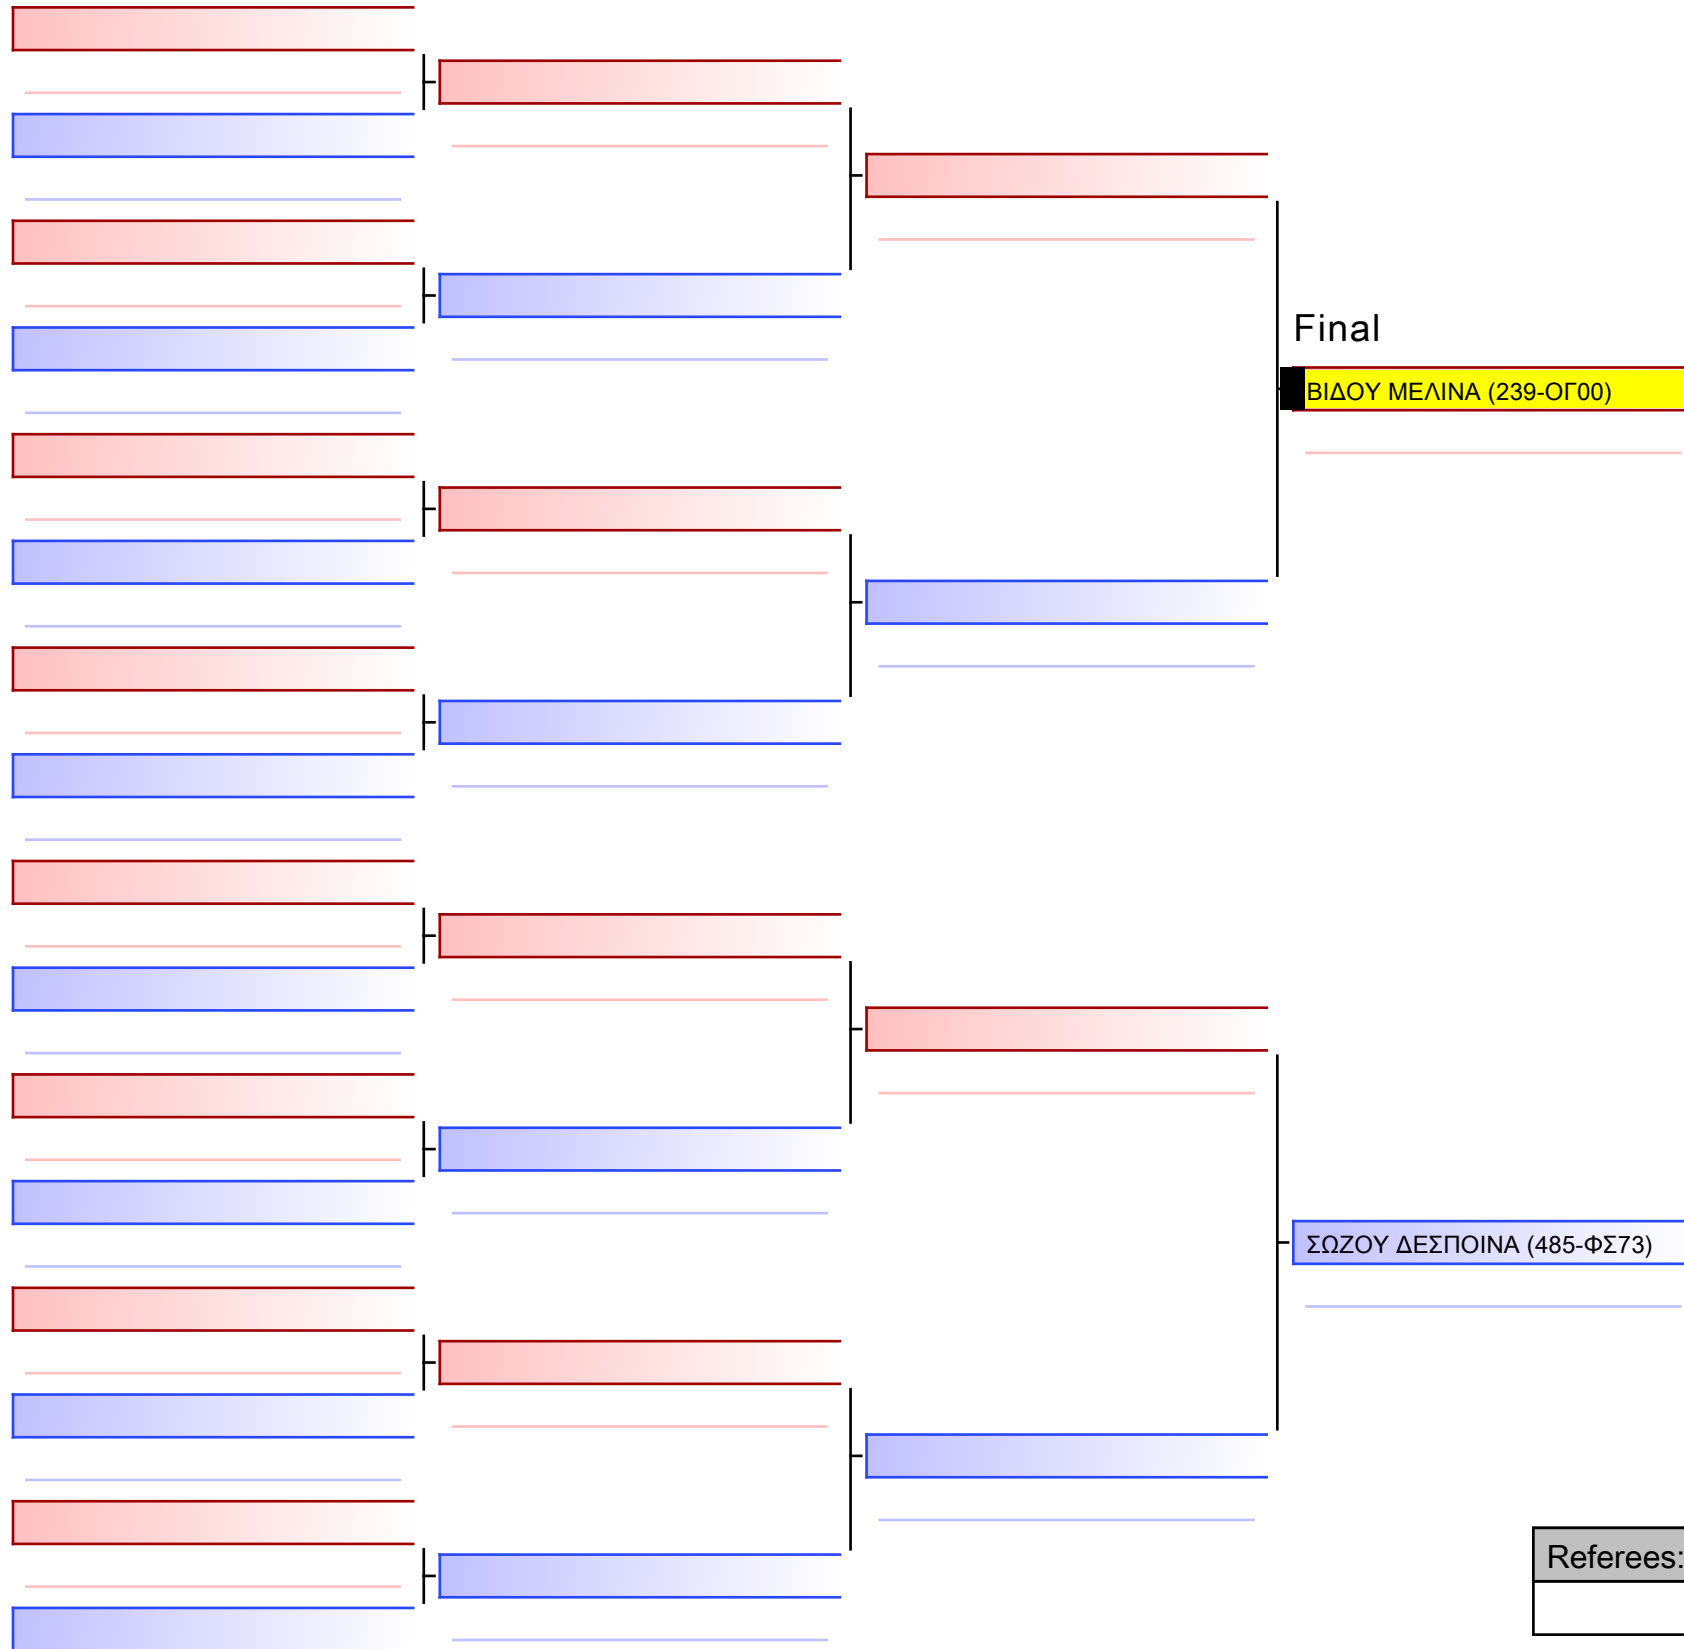 Final
ΒΙΔΟΥ ΜΕΛΙΝΑ (239-ΟΓ00)
ΣΩΖΟΥ ΔΕΣΠΟΙΝΑ (485-ΦΣ73)
Referees: